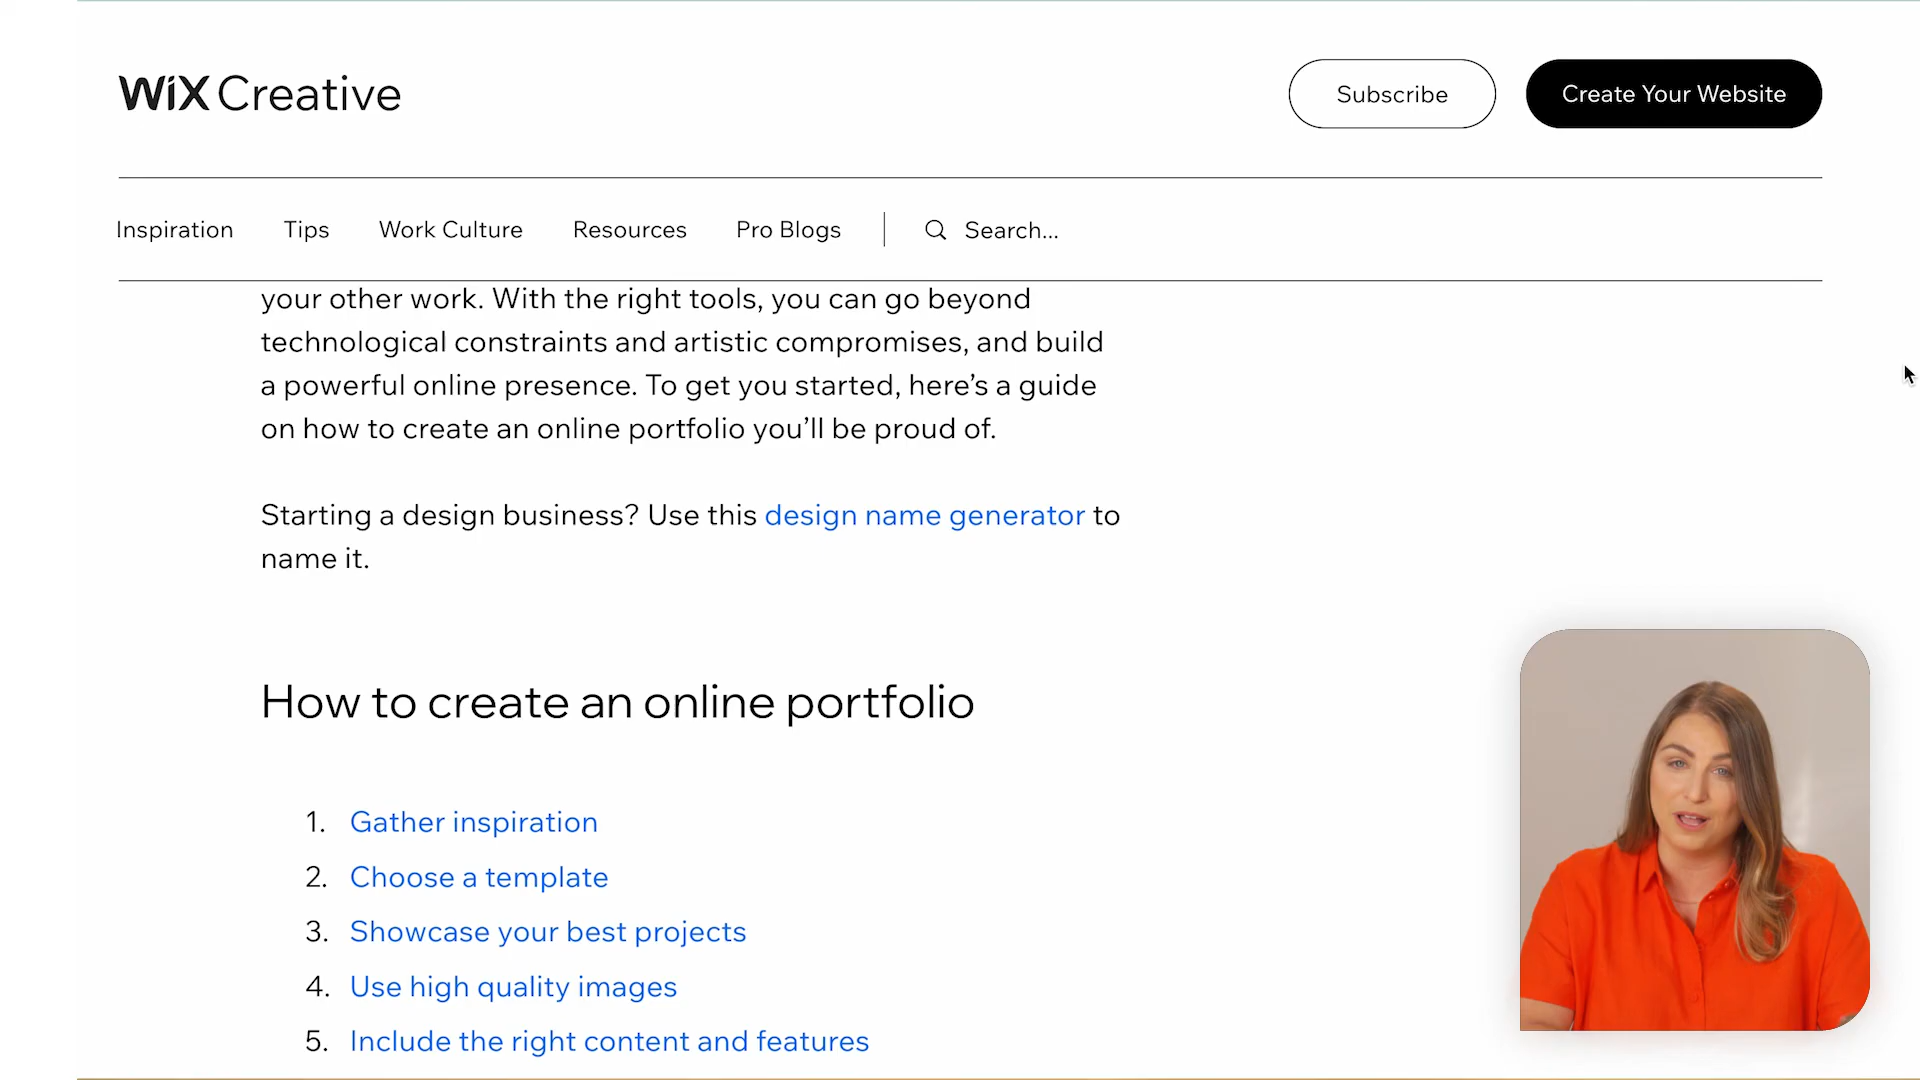 WiX Creative
Subscribe
Create Your Website
Inspiration
Tips
Work Culture
Resources
Pro Blogs
Search...
your other work. With the right tools, you can go beyond
technological constraints and artistic compromises, and build
a powerful online presence. To get you started, here’s a guide
on how to create an online portfolio you’ll be proud of.
Starting a design business? Use this design name generator to
name it.
How to create an online portfolio
1. Gather inspiration
2. Choose a template
3. Showcase your best projects
4. Use high quality images
5. Include the right content and features